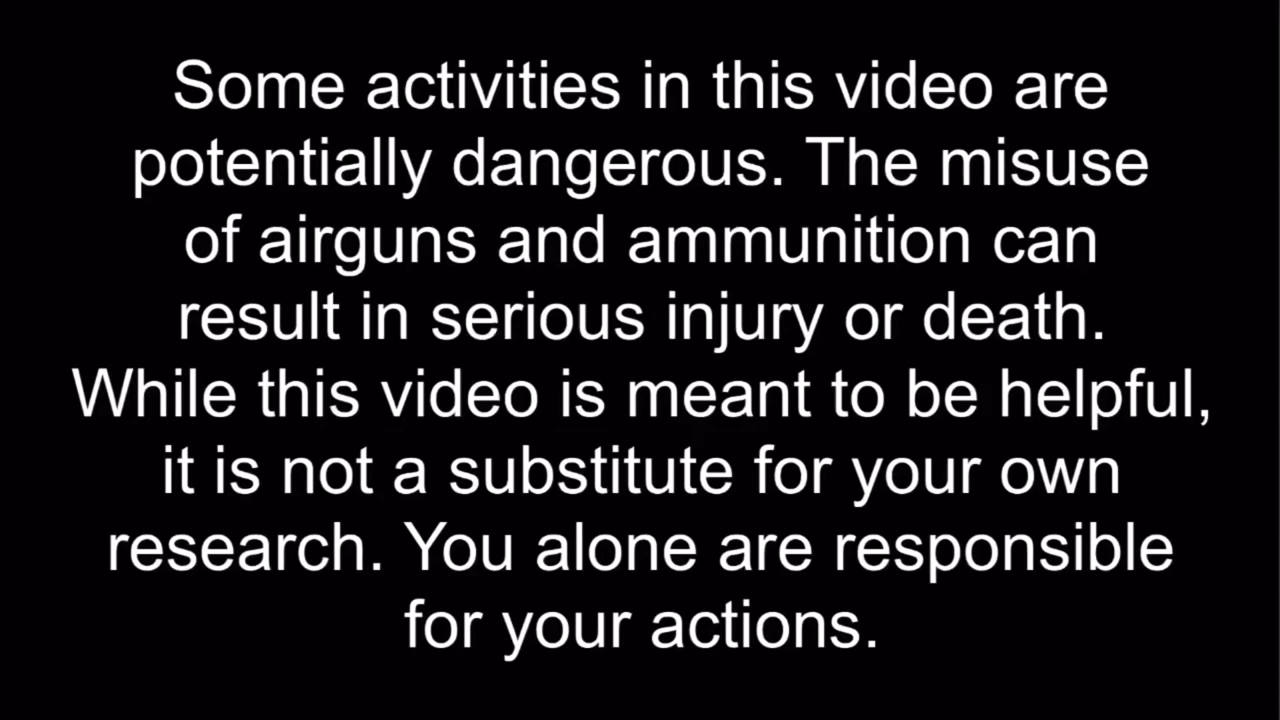 Some activities in this video are
potentially dangerous. The misuse
of airguns and ammunition can
result in serious injury or death.
While this video is meant to be helpful,
it is not a substitute for your own
research. You alone are responsible
for your actions.